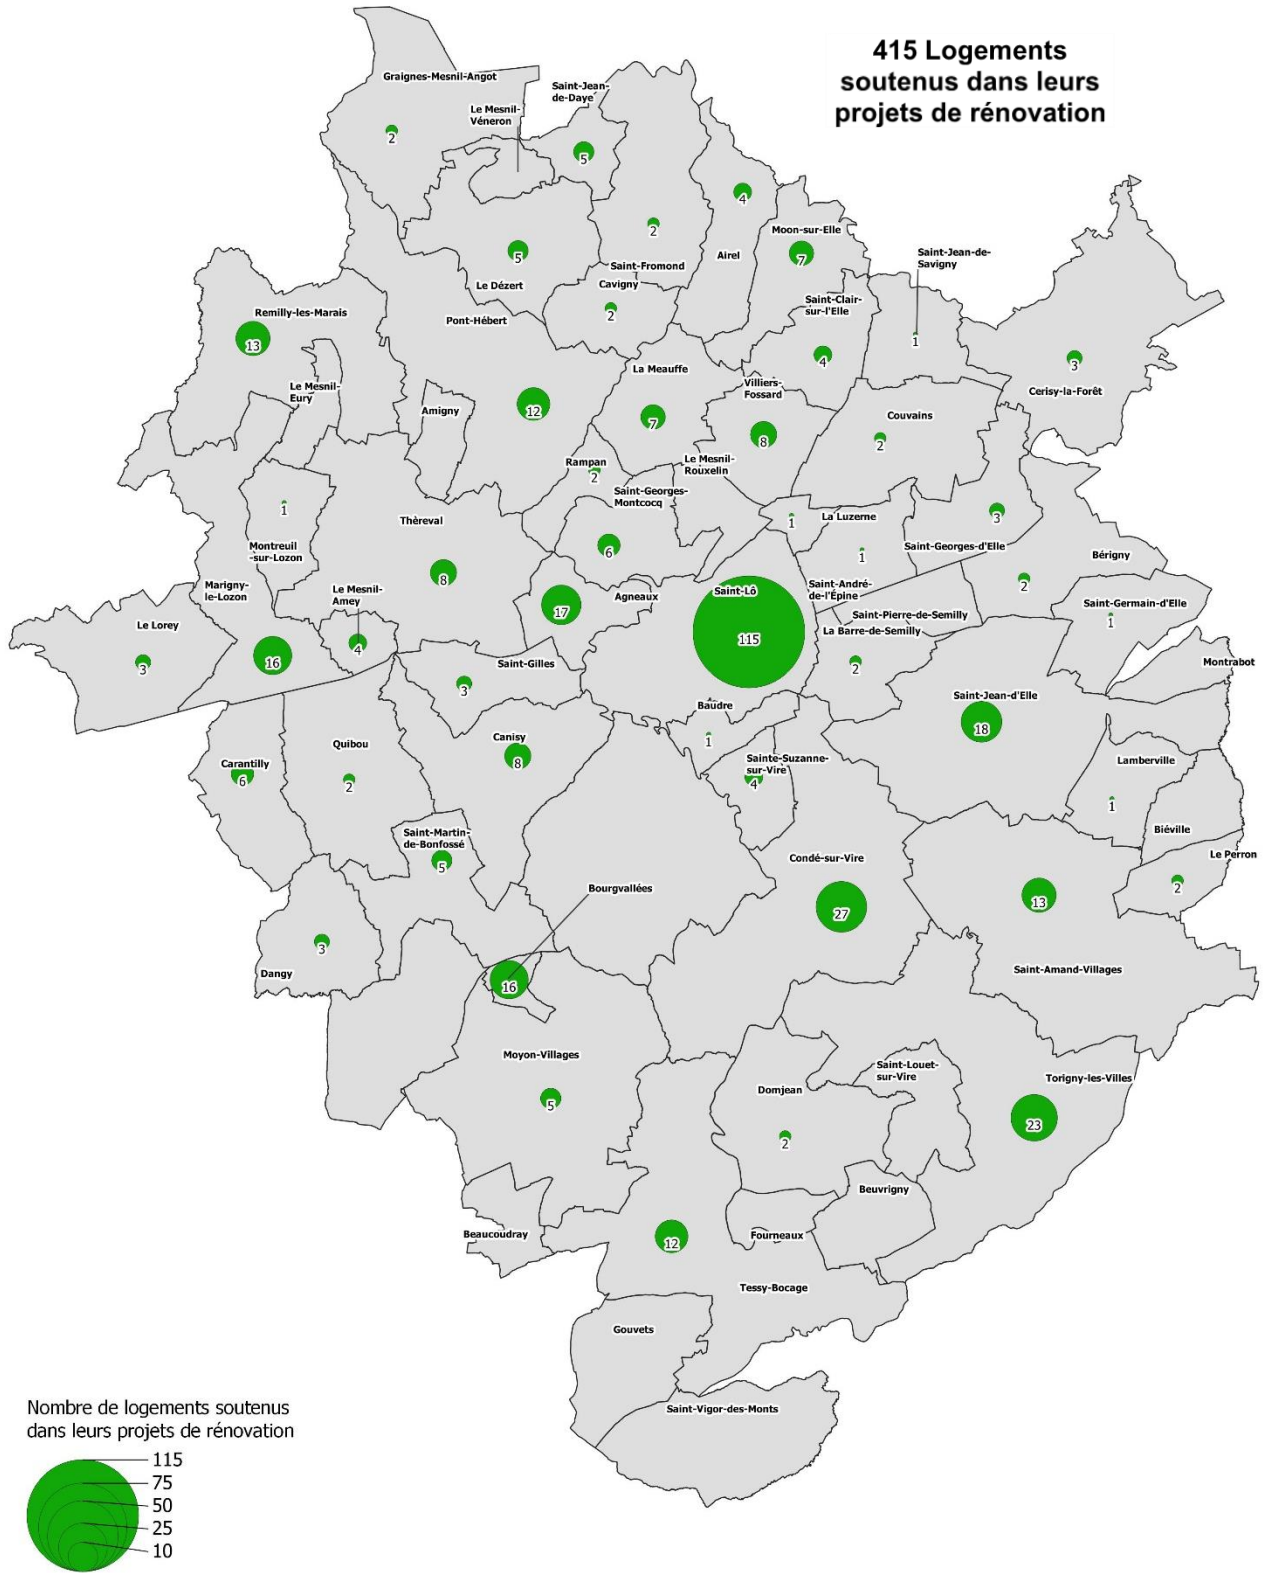 415 Logements
soutenus dans leurs
projets de rénovation
Graignes-Mesnil-Angot
2
Le Mesnil-
Véneron
Saint-Jean-
de-Daye
5
4
Airel
Moon-sur-Elle
7
2
Saint-Fromond
5
Le Dézert
Cavigny
2
Saint-Jean-de-
Savigny
1
Saint-Clair-
sur-l'Elle
4
3
Cerisy-la-Forêt
Remilly-les-Marais
13
Pont-Hébert
12
Le Mesnil-
Eury
Amigny
La Meauffe
7
Villiers-
Fossard
8
Couvains
2
Rampan
2
Le Mesnil-
Rouxelin
Saint-Georges-
Montcocq
6
1
Montreuil
-sur-Lozon
Thèreval
8
1
La Luzerne
1
3
Saint-Georges-d'Elle
Bérigny
2
Marigny-
le-Lozon
16
Le Mesnil-
Amey
4
Agneaux
17
Saint-Lô
115
Saint-André-
de-l'Épine
Saint-Pierre-de-Semilly
La Barre-de-Semilly
2
Saint-Germain-d'Elle
1
Le Lorey
3
Saint-Gilles
3
Montrabot
Saint-Jean-d'Elle
18
Baudre
1
Canisy
8
Quibou
2
Carantilly
6
Sainte-Suzanne-
sur-Vire
4
Lamberville
1
Biéville
Saint-Martin-
de-Bonfossé
5
Condé-sur-Vire
27
Le Perron
2
13
Saint-Amand-Villages
Bourgvallées
16
3
Dangy
Moyon-Villages
5
Domjean
2
Saint-Louet-
sur-Vire
Torigny-les-Villes
23
Beuvrigny
Beaucoudray
Fourneaux
12
Tessy-Bocage
Gouvets
Saint-Vigor-des-Monts
Nombre de logements soutenus
dans leurs projets de rénovation
115
75
50
25
10